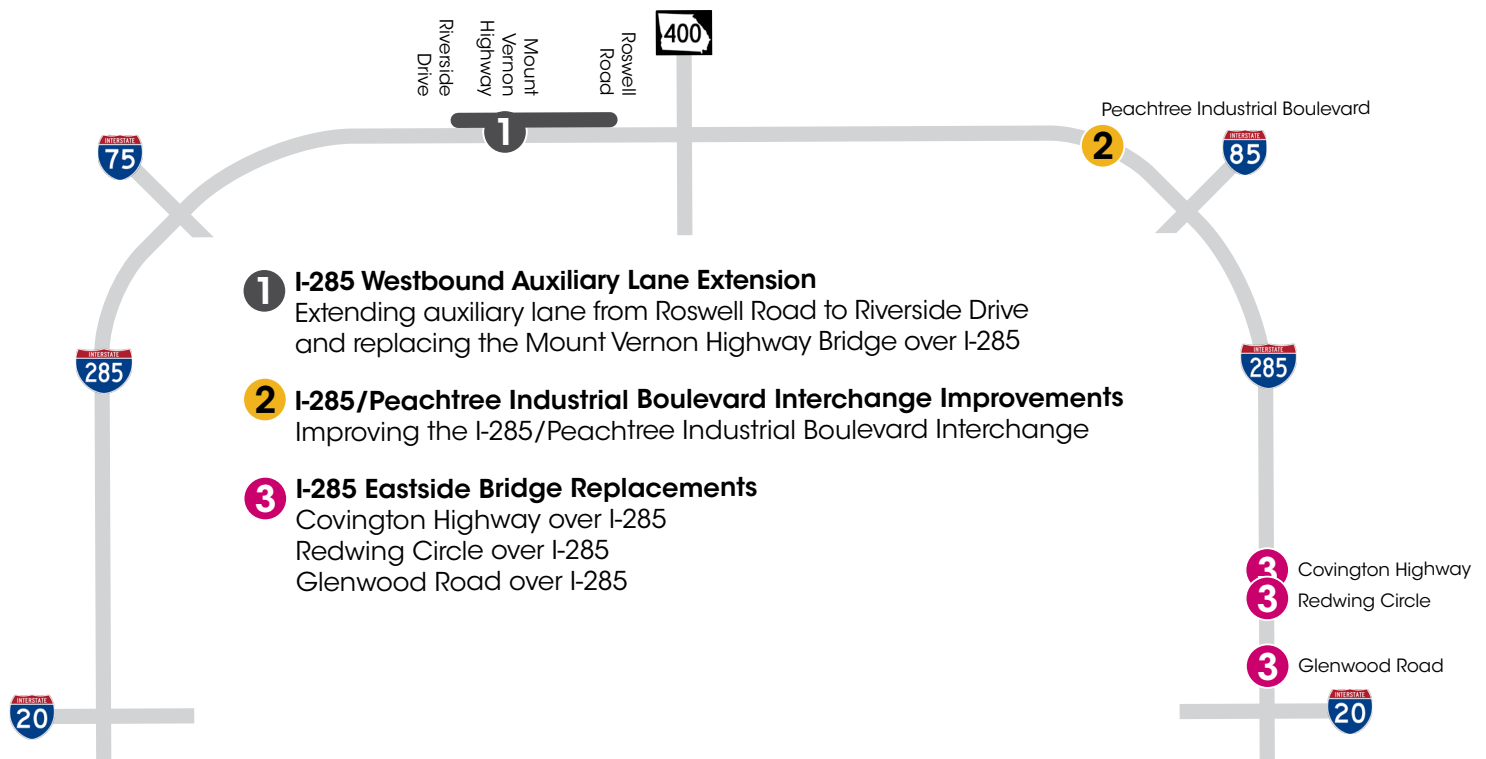 Riverside
Drive
Mount
Vernon
Highway
Roswell
Road
400
Peachtree Industrial Boulevard
INTERSTATE
75
1
2
INTERSTATE
85
1 I-285 Westbound Auxiliary Lane Extension
Extending auxiliary lane from Roswell Road to Riverside Drive
and replacing the Mount Vernon Highway Bridge over I-285
INTERSTATE
285
INTERSTATE
285
2 I-285/Peachtree Industrial Boulevard Interchange Improvements
Improving the I-285/Peachtree Industrial Boulevard Interchange
3 I-285 Eastside Bridge Replacements
Covington Highway over I-285
Redwing Circle over I-285
Glenwood Road over I-285
3 Covington Highway
3 Redwing Circle
3 Glenwood Road
INTERSTATE
20
INTERSTATE
20